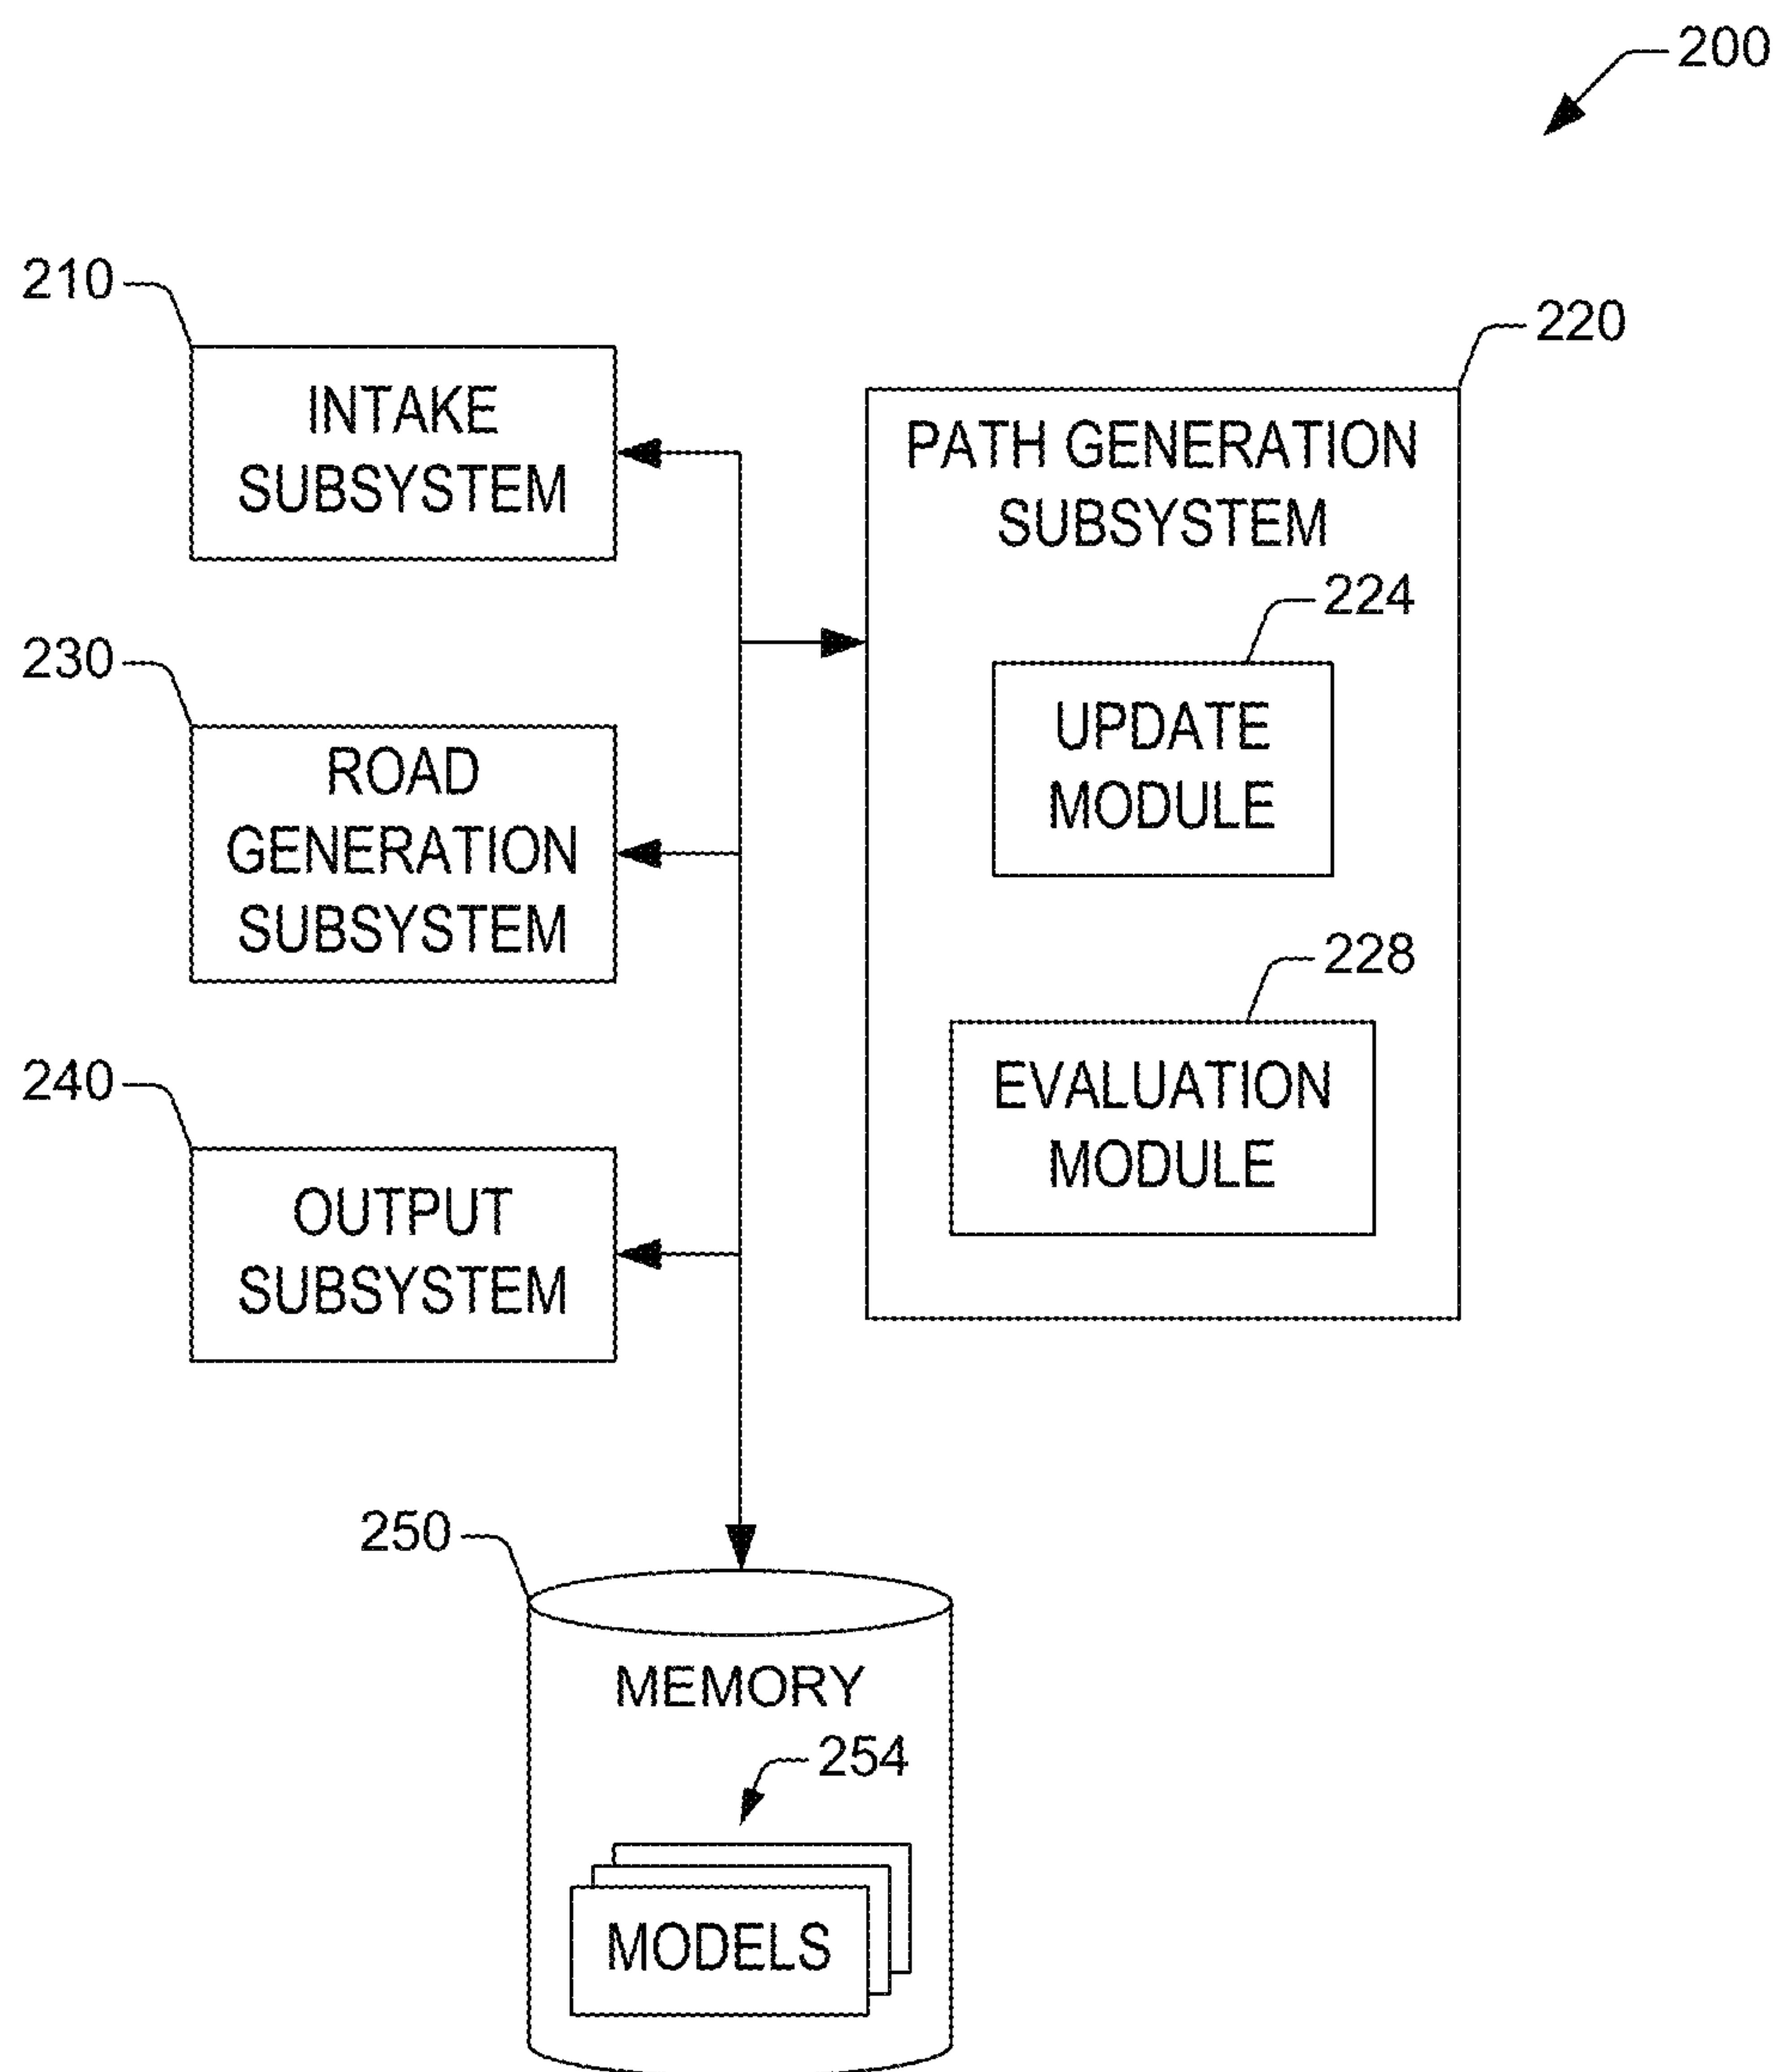 200
210
INTAKE
SUBSYSTEM
220
PATH GENERATION
SUBSYSTEM
224
UPDATE
MODULE
228
EVALUATION
MODULE
230
ROAD
GENERATION
SUBSYSTEM
240
OUTPUT
SUBSYSTEM
250
MEMORY
254
MODELS